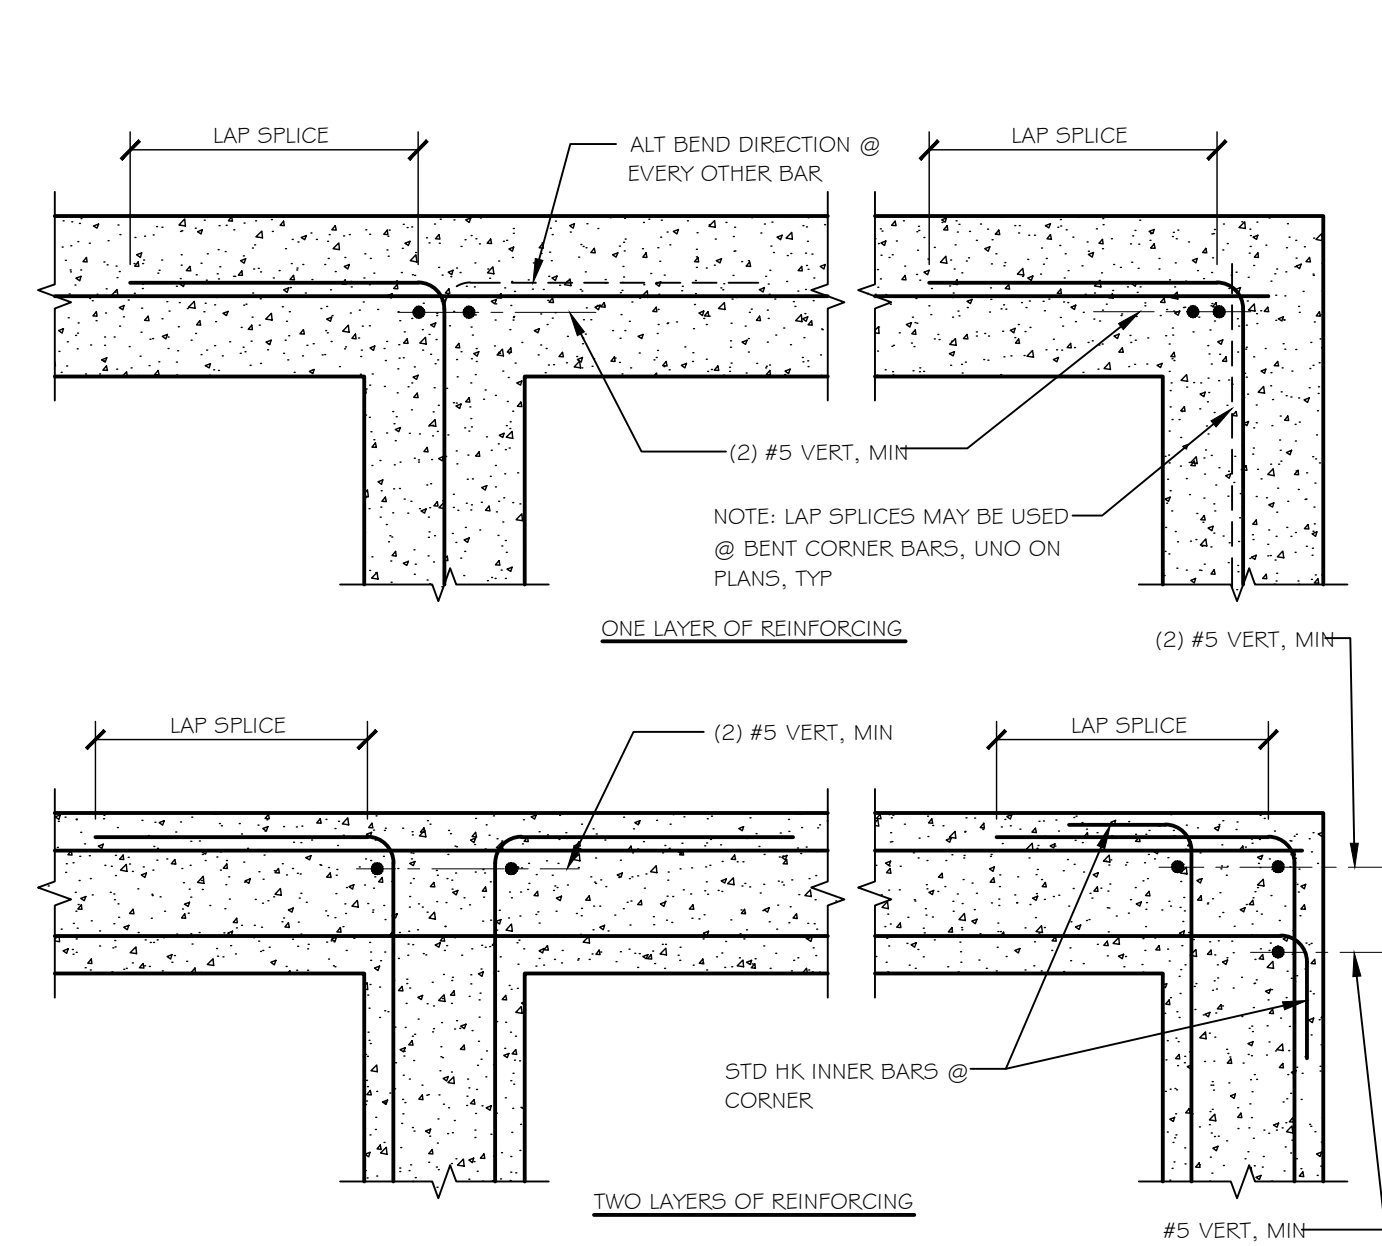 LAP SPLICE
ALT BEND DIRECTION @
EVERY OTHER BAR
LAP SPLICE
(2) #5 VERT, MIN
NOTE: LAP SPLICES MAY BE USED
@ BENT CORNER BARS, UNO ON
PLANS, TYP
ONE LAYER OF REINFORCING
(2) #5 VERT, MIN
LAP SPLICE
(2) #5 VERT, MIN
LAP SPLICE
STD HK INNER BARS @
CORNER
TWO LAYERS OF REINFORCING
#5 VERT, MIN